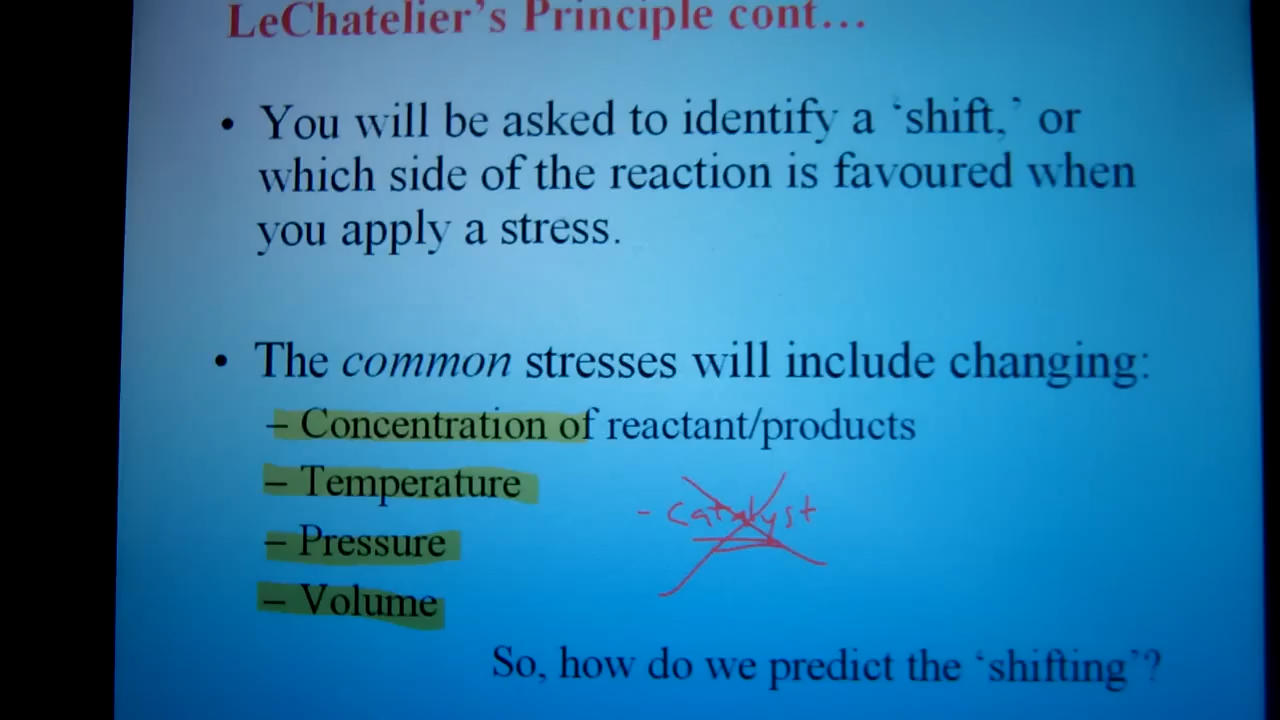 LeChatelier's Principle cont…
• You will be asked to identify a 'shift,' or
which side of the reaction is favoured when
you apply a stress.
• The common stresses will include changing:
– Concentration of reactant/products
– Temperature
- Catalyst
– Pressure
– Volume
So, how do we predict the 'shifting'?